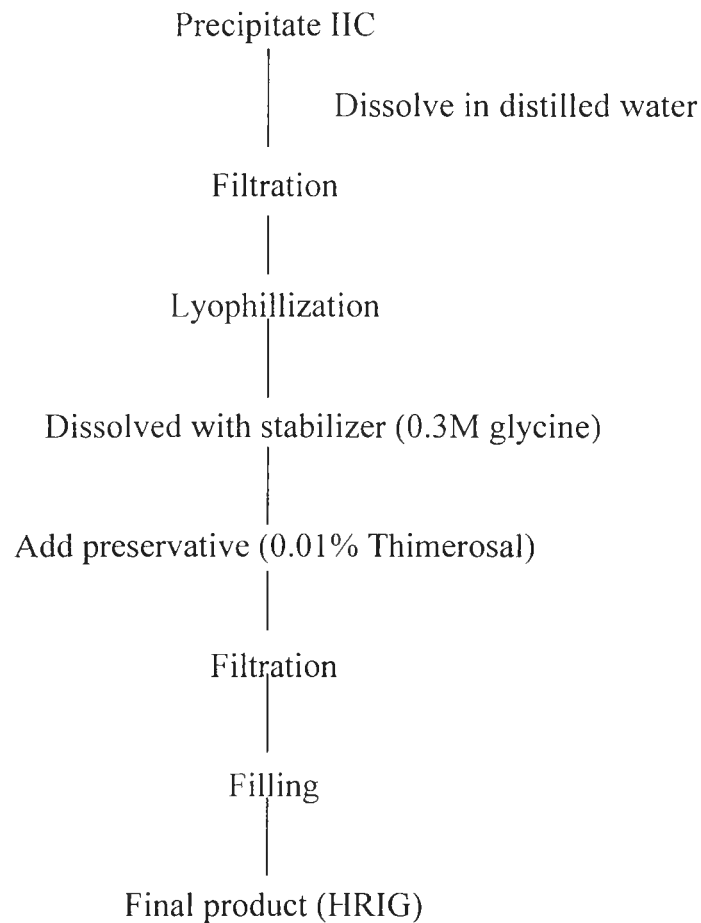 Precipitate IIC
Dissolve in distilled water
Filtration
Lyophillization
Dissolved with stabilizer (0.3M glycine)
Add preservative (0.01% Thimerosal)
Filtration
Filling
Final product (HRIG)